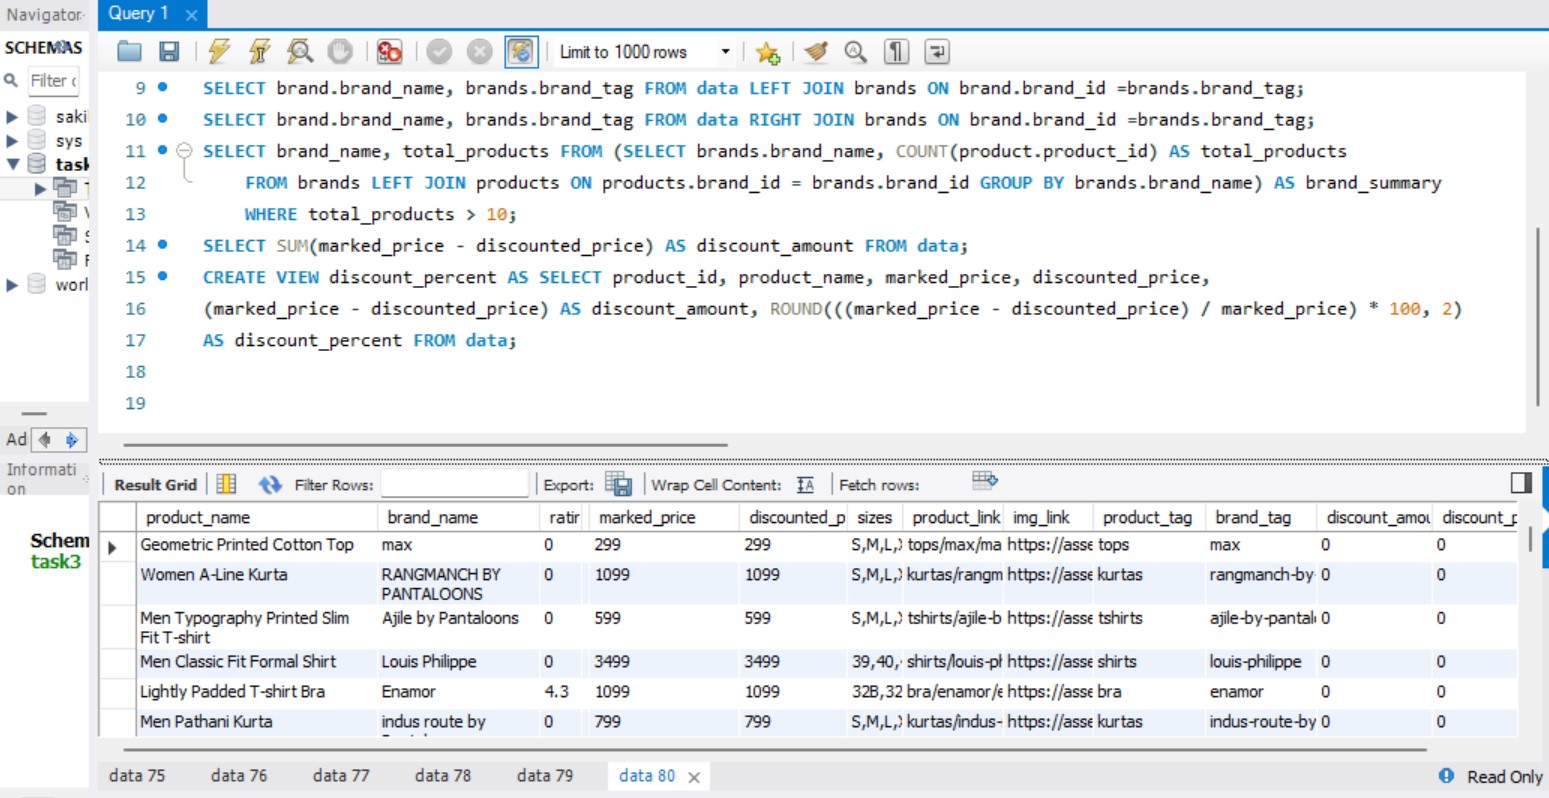 Navigator
Query 1
SCHEMAS
Limit to 1000 rows
Filter
saki
sys
task
worl
9 SELECT brand.brand_name, brands.brand_tag FROM data LEFT JOIN brands ON brand.brand_id =brands.brand_tag;
10 SELECT brand.brand_name, brands.brand_tag FROM data RIGHT JOIN brands ON brand.brand_id =brands.brand_tag;
11 SELECT brand_name, total_products FROM (SELECT brands.brand_name, COUNT(product.product_id) AS total_products
12 FROM brands LEFT JOIN products ON products.brand_id = brands.brand_id GROUP BY brands.brand_name) AS brand_summary
13 WHERE total_products > 10;
14 SELECT SUM(marked_price - discounted_price) AS discount_amount FROM data;
15 CREATE VIEW discount_percent AS SELECT product_id, product_name, marked_price, discounted_price,
16 (marked_price - discounted_price) AS discount_amount, ROUND(((marked_price - discounted_price) / marked_price) * 100, 2)
17 AS discount_percent FROM data;
18
19
Ad
Informati
on
Schem
task3
Result Grid Filter Rows: Export: Wrap Cell Content: Fetch rows:
product_name brand_name ratin marked_price discounted_p sizes product_link img_link product_tag brand_tag discount_amou discount_p
Geometric Printed Cotton Top max 0 299 299 S,M,L, tops/max/ma https://asse tops max 0 0
Women A-Line Kurta RANGMANCH BY 0 1099 1099 S,M,L, kurtas/rangm https://asse kurtas rangmanch-by- 0 0
PANTALOONS
Men Typography Printed Slim Ajile by Pantaloons 0 599 599 S,M,L, tshirts/ajile-b https://asse tshirts ajile-by-pantal 0 0
Fit T-shirt
Men Classic Fit Formal Shirt Louis Philippe 0 3499 3499 39,40, shirts/louis-ph https://asse shirts louis-philippe 0 0
Lightly Padded T-shirt Bra Enamor 4.3 1099 1099 32B,32 bra/enamor/e https://asse bra enamor 0 0
Men Pathani Kurta indus route by 0 799 799 S,M,L, kurtas/indus- https://asse kurtas indus-route-by 0 0
data 75 data 76 data 77 data 78 data 79 data 80 Read Only